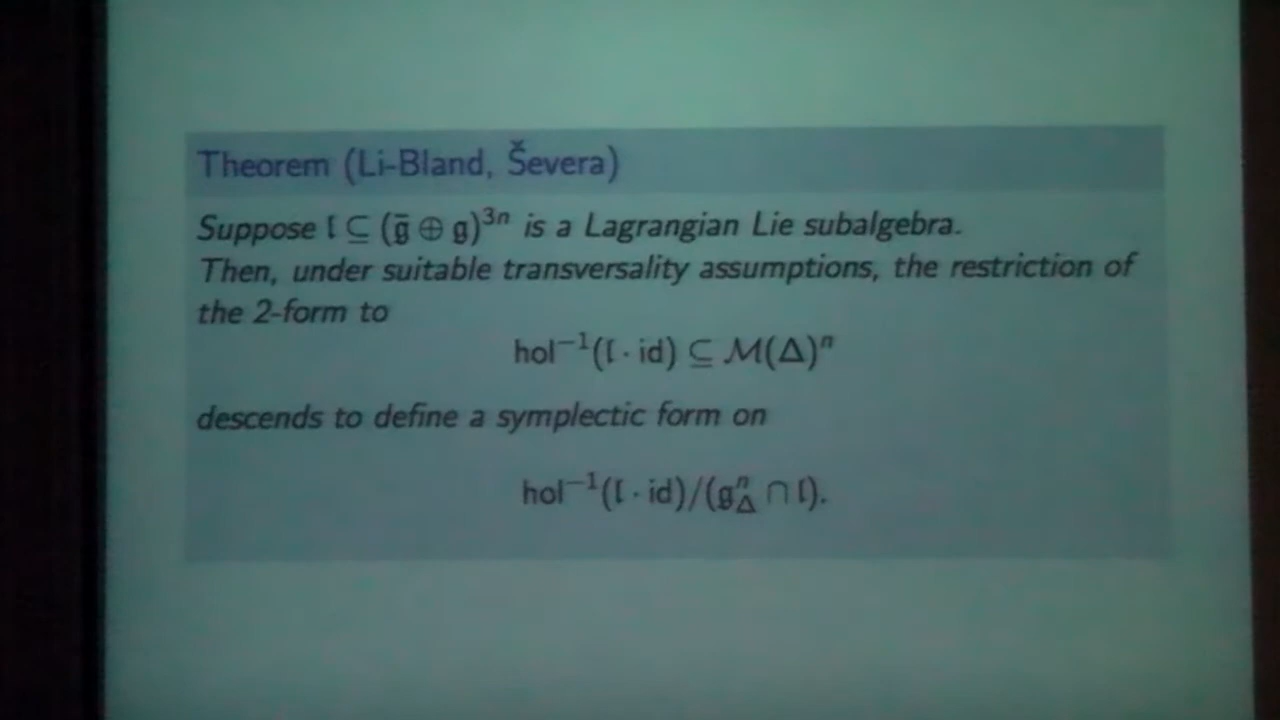 Theorem (Li-Bland, Ševera)
Suppose 𝔩 ⊆ (𝔤̄ ⊕ 𝔤)³ⁿ is a Lagrangian Lie subalgebra.
Then, under suitable transversality assumptions, the restriction of
the 2-form to
hol⁻¹(𝔩 · id) ⊆ ℳ(Δ)ⁿ
descends to define a symplectic form on
hol⁻¹(𝔩 · id)/(𝔤ⁿ_Δ ∩ 𝔩).